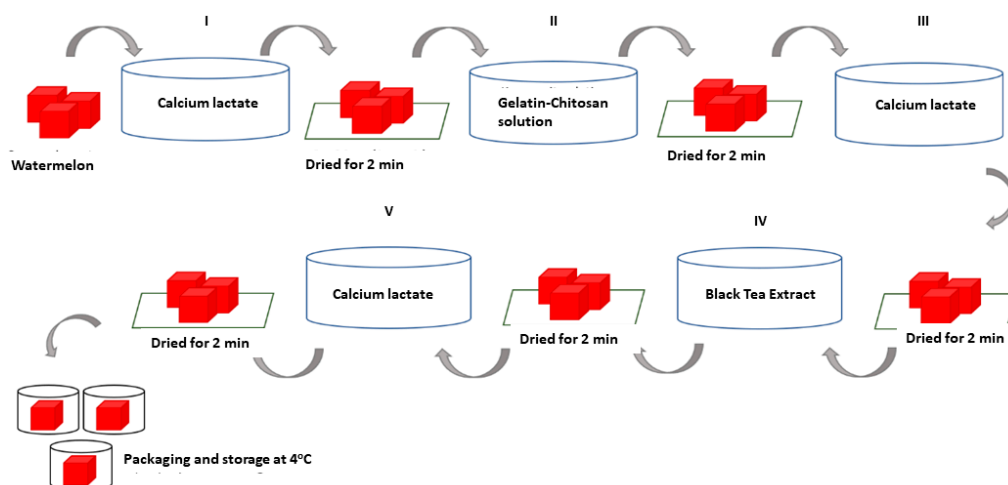 I
II
III
Calcium lactate
Gelatin-Chitosan
solution
Calcium lactate
Watermelon
Dried for 2 min
Dried for 2 min
V
IV
Calcium lactate
Black Tea Extract
Dried for 2 min
Dried for 2 min
Dried for 2 min
Packaging and storage at 4°C